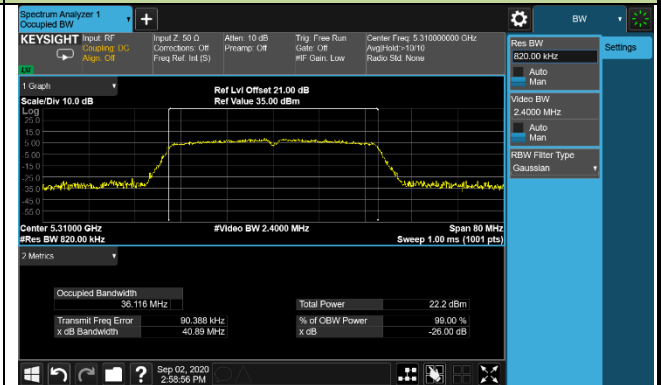 Spectrum Analyzer 1
Occupied BW
BW
KEYSIGHT
Input: RF
Coupling: DC
Align: Off
Input Z: 50 Ω
Corrections: Off
Freq Ref: Int (S)
Atten: 10 dB
Preamp: Off
Trig: Free Run
Gate: Off
#IF Gain: Low
Center Freq: 5.310000000 GHz
Avg|Hold:>10/10
Radio Std: None
1 Graph
Scale/Div 10.0 dB
Ref Lvl Offset 21.00 dB
Ref Value 35.00 dBm
Log
25.0
15.0
5.00
-5.00
-15.0
-25.0
-35.0
-45.0
-55.0
Center 5.31000 GHz
#Res BW 820.00 kHz
#Video BW 2.4000 MHz
Span 80 MHz
Sweep 1.00 ms (1001 pts)
2 Metrics
Occupied Bandwidth
36.116 MHz
Transmit Freq Error 90.388 kHz
x dB Bandwidth 40.89 MHz
Total Power 22.2 dBm
% of OBW Power 99.00 %
x dB -26.00 dB
Sep 02, 2020
2:58:56 PM
Res BW
820.00 kHz
Auto
Man
Video BW
2.4000 MHz
Auto
Man
RBW Filter Type
Gaussian
Settings